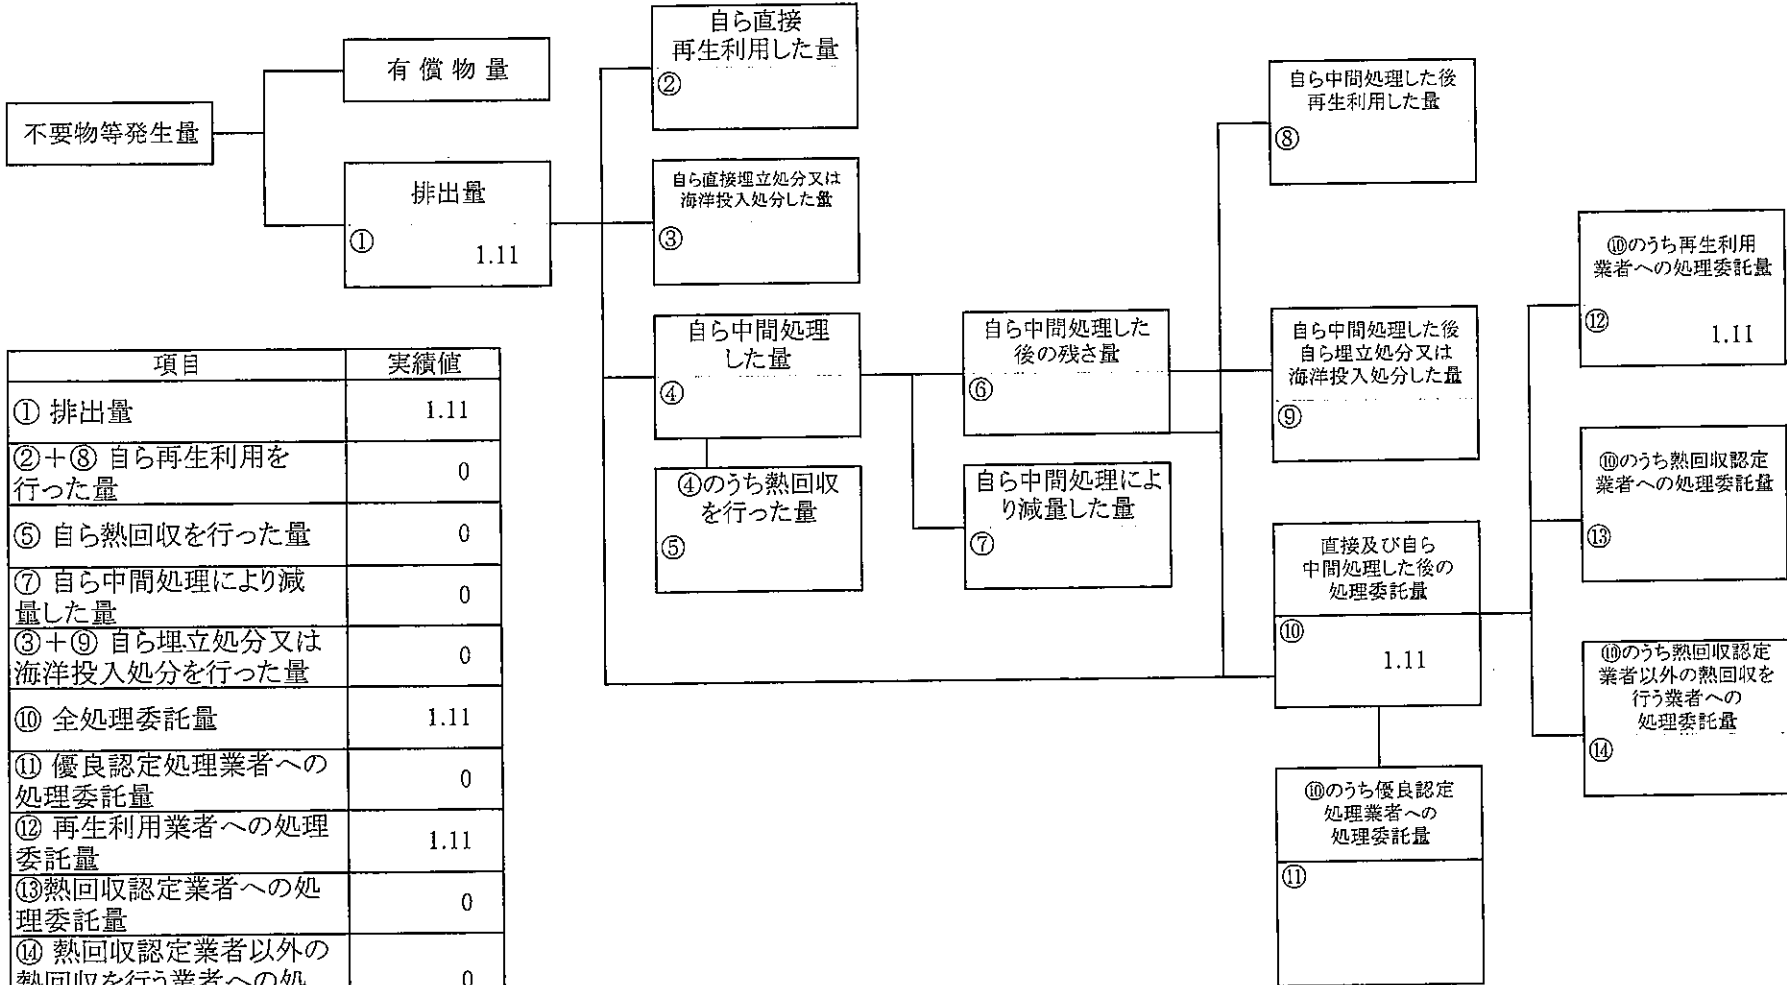 不要物等発生量
有償物量
排出量
①
1.11
自ら直接
再生利用した量
②
自ら直接埋立処分又は
海洋投入処分した量
③
自ら中間処理
した量
④
④のうち熱回収
を行った量
⑤
自ら中間処理した
後の残さ量
⑥
自ら中間処理によ
り減量した量
⑦
自ら中間処理した後
再生利用した量
⑧
自ら中間処理した後
自ら埋立処分又は
海洋投入処分した量
⑨
直接及び自ら
中間処理した後の
処理委託量
⑩
1.11
⑩のうち優良認定
処理業者への
処理委託量
⑪
⑩のうち再生利用
業者への処理委託量
⑫
1.11
⑩のうち熱回収認定
業者への処理委託量
⑬
⑩のうち熱回収認定
業者以外の熱回収を
行う業者への
処理委託量
⑭
項目 実績値
① 排出量 1.11
②+⑧ 自ら再生利用を
行った量 0
⑤ 自ら熱回収を行った量 0
⑦ 自ら中間処理により減
量した量 0
③+⑨ 自ら埋立処分又は
海洋投入処分を行った量 0
⑩ 全処理委託量 1.11
⑪ 優良認定処理業者への
処理委託量 0
⑫ 再生利用業者への処理
委託量 1.11
⑬熱回収認定業者への処
理委託量 0
⑭ 熱回収認定業者以外の
熱回収を行う業者への処 0